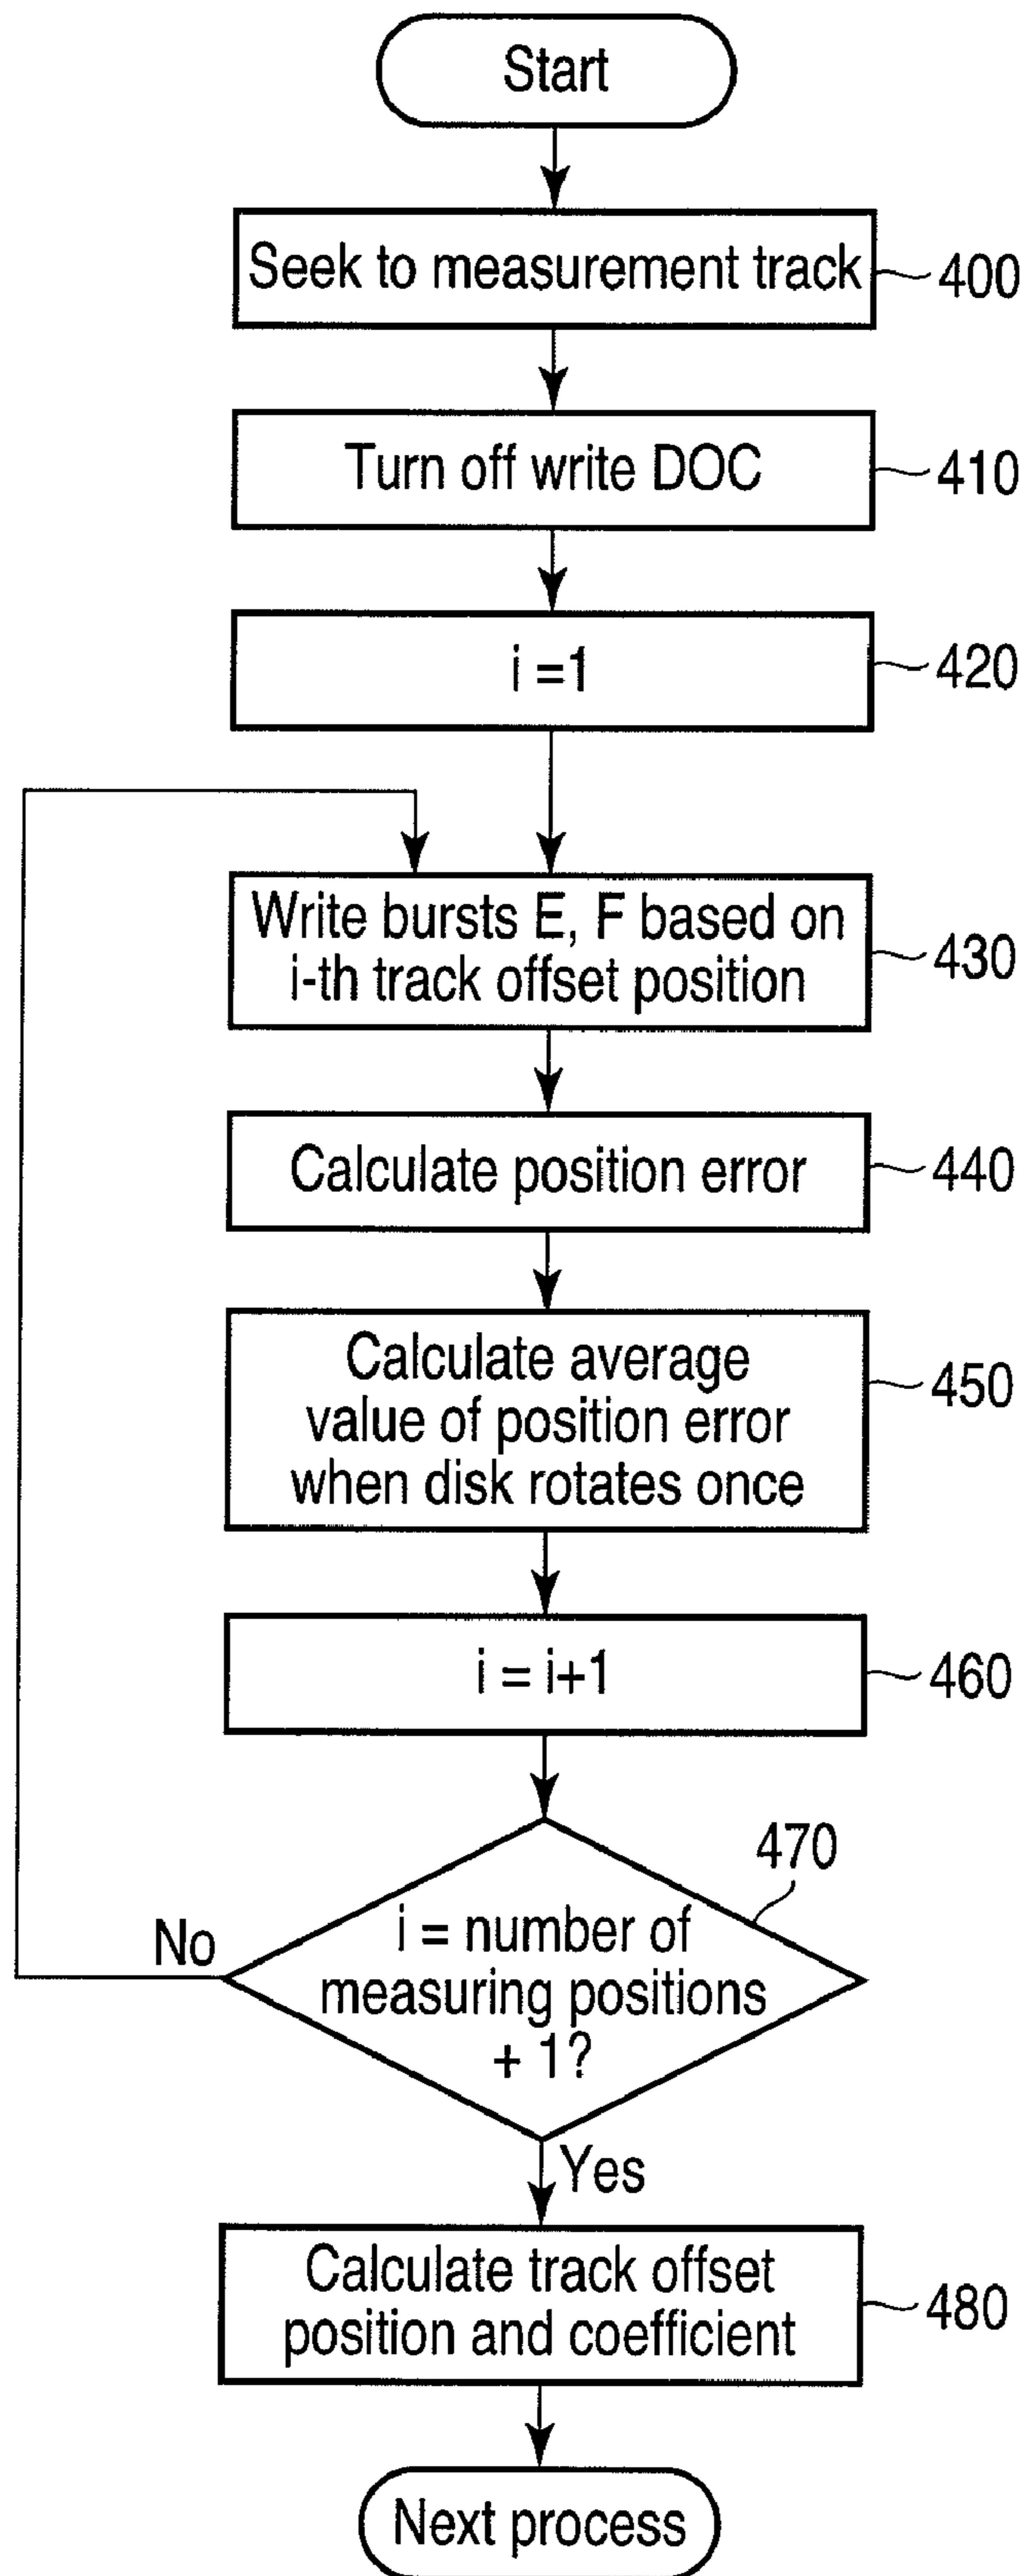 Start
Seek to measurement track
400
Turn off write DOC
410
i =1
420
Write bursts E, F based on
i-th track offset position
430
Calculate position error
440
Calculate average
value of position error
when disk rotates once
450
i = i+1
460
470
No
i = number of
measuring positions
+ 1?
Yes
Calculate track offset
position and coefficient
480
Next process